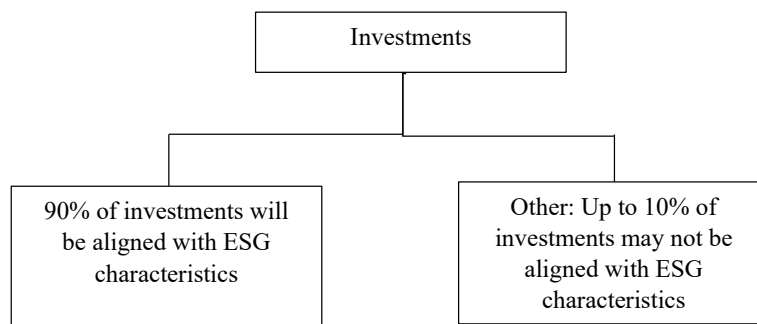 Investments
90% of investments will
be aligned with ESG
characteristics
Other: Up to 10% of
investments may not be
aligned with ESG
characteristics